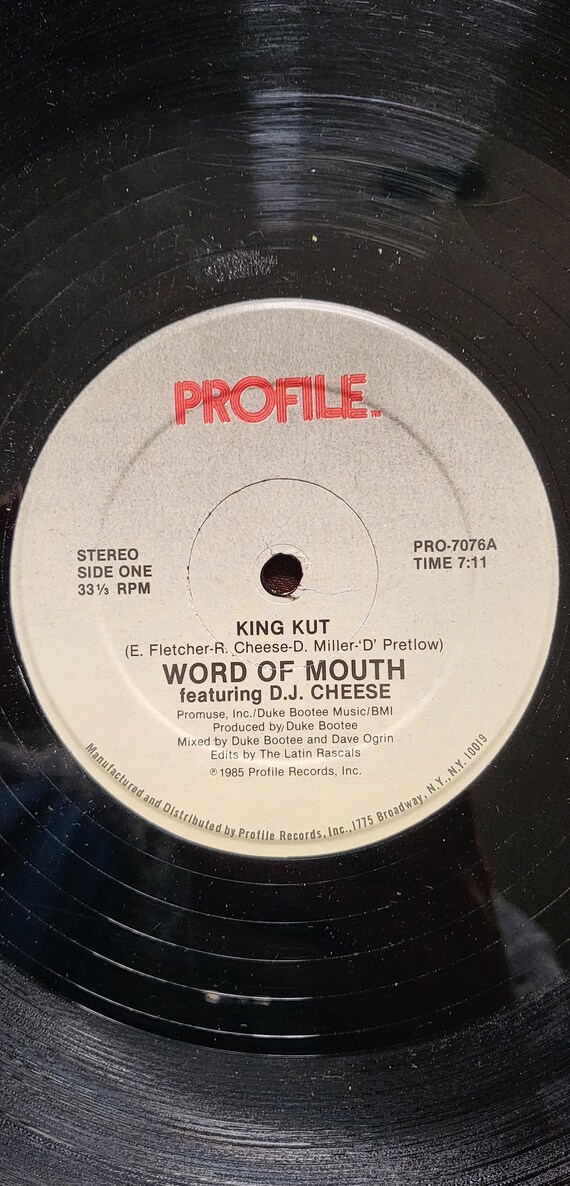 PROFILE™
STEREO
SIDE ONE
33⅓ RPM
PRO-7076A
TIME 7:11
KING KUT
(E. Fletcher-R. Cheese-D. Miller-‘D’ Pretlow)
WORD OF MOUTH
featuring D.J. CHEESE
Promuse, Inc./Duke Bootee Music/BMI
Produced by Duke Bootee
Mixed by Duke Bootee and Dave Ogrin
Edits by The Latin Rascals
℗1985 Profile Records, Inc.
Manufactured and Distributed by Profile Records, Inc., 1775 Broadway, N.Y., N.Y. 10019